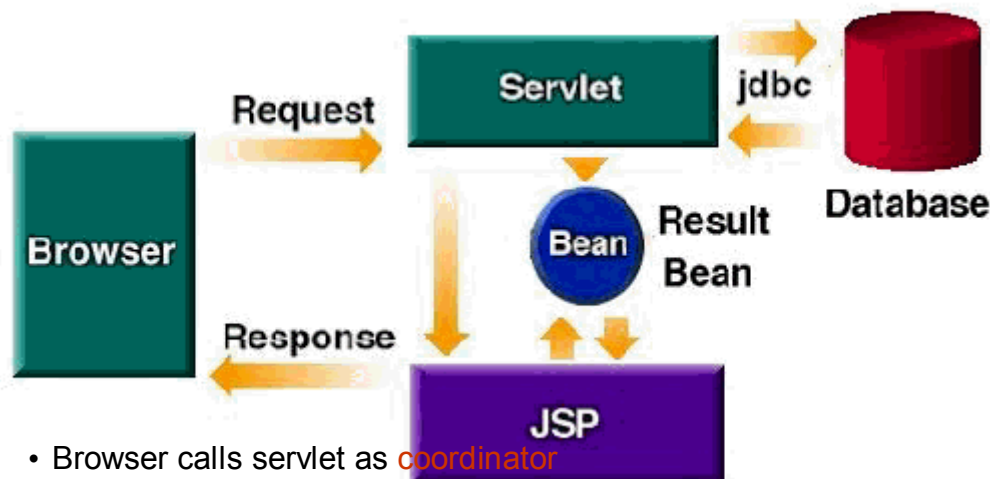 Servlet
jdbc
Request
Database
Browser
Bean
Result
Bean
Response
JSP
• Browser calls servlet as coordinator